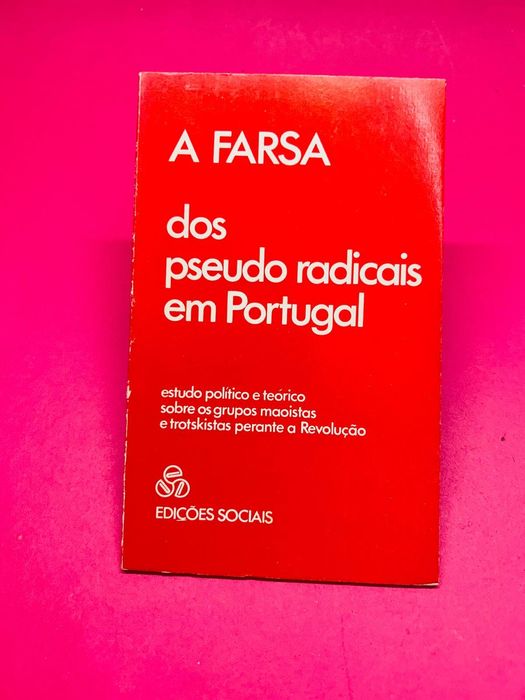 A FARSA
dos
pseudo radicais
em Portugal
estudo político e teórico
sobre os grupos maoistas
e trotskistas perante a Revolução
EDIÇÕES SOCIAIS